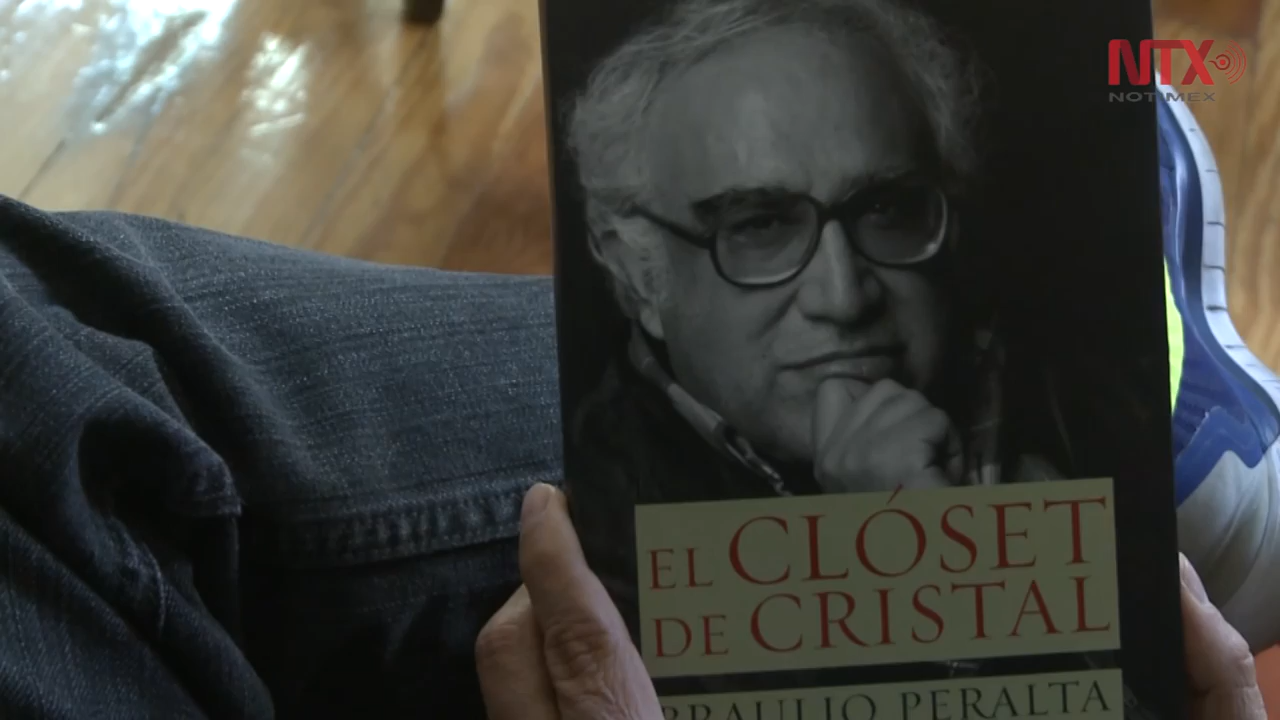 NTX
NOTIMEX
EL CLÓSET
DE CRISTAL
BRAULIO PERALTA